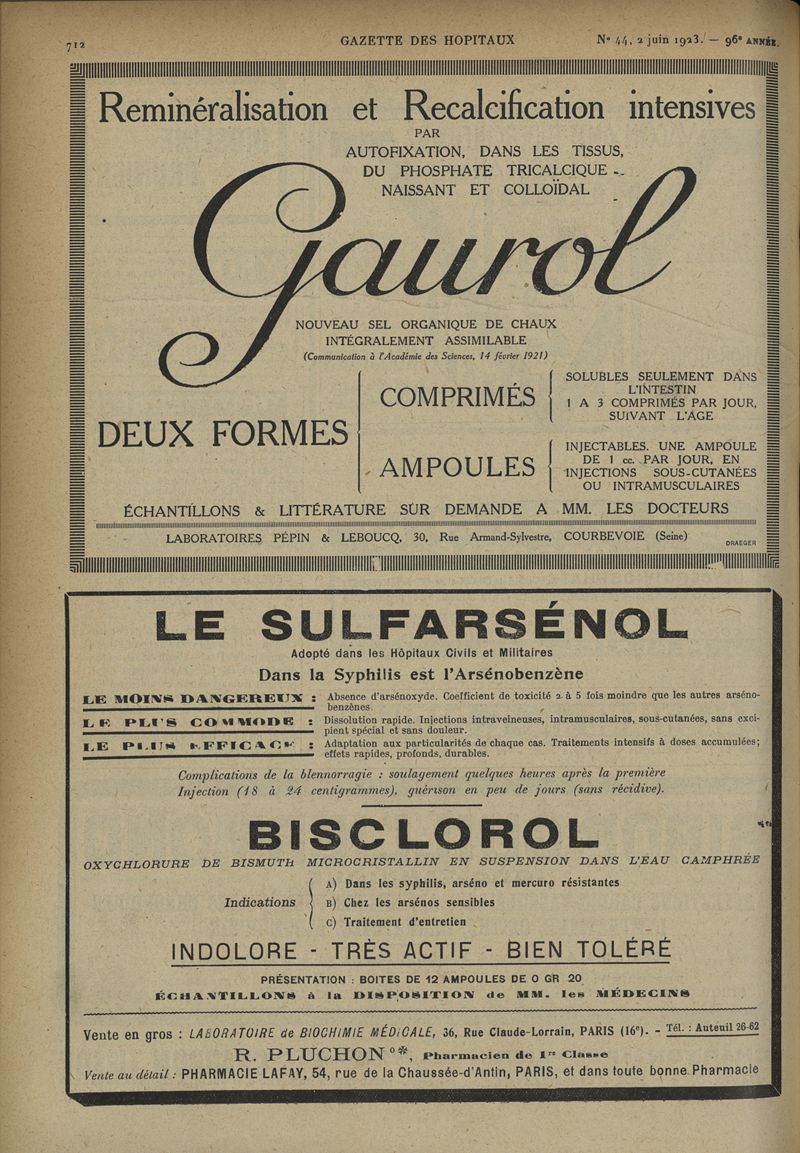 712
GAZETTE DES HOPITAUX
N° 44, 2 juin 1923. — 96e ANNÉE.
Reminéralisation et Recalcification intensives
PAR
AUTOFIXATION, DANS LES TISSUS,
DU PHOSPHATE TRICALCIQUE
NAISSANT ET COLLOÏDAL
Gaurol
NOUVEAU SEL ORGANIQUE DE CHAUX
INTÉGRALEMENT ASSIMILABLE
(Communication à l'Académie des Sciences, 14 février 1921)
DEUX FORMES
COMPRIMÉS
SOLUBLES SEULEMENT DANS
L'INTESTIN
1 A 3 COMPRIMÉS PAR JOUR,
SUIVANT L'AGE
AMPOULES
INJECTABLES. UNE AMPOULE
DE 1 cc. PAR JOUR, EN
INJECTIONS SOUS-CUTANÉES
OU INTRAMUSCULAIRES
ÉCHANTILLONS & LITTÉRATURE SUR DEMANDE A MM. LES DOCTEURS
LABORATOIRES PÉPIN & LEBOUCQ, 30, Rue Armand-Sylvestre, COURBEVOIE (Seine)
DRAEGER
LE SULFARSÉNOL
Adopté dans les Hôpitaux Civils et Militaires
Dans la Syphilis est l'Arsénobenzène
LE MOINS DANGEREUX : Absence d'arsénoxyde. Coefficient de toxicité 2 à 5 fois moindre que les autres arséno-
benzènes.
LE PLUS COMMODE : Dissolution rapide. Injections intraveineuses, intramusculaires, sous-cutanées, sans exci-
pient spécial et sans douleur.
LE PLUS EFFICACE : Adaptation aux particularités de chaque cas. Traitements intensifs à doses accumulées;
effets rapides, profonds, durables.
Complications de la blennorragie : soulagement quelques heures après la première
Injection (18 à 24 centigrammes), guérison en peu de jours (sans récidive).
BISCLOROL
OXYCHLORURE DE BISMUTH MICROCRISTALLIN EN SUSPENSION DANS L'EAU CAMPHRÉE
Indications
A) Dans les syphilis, arséno et mercuro résistantes
B) Chez les arsénos sensibles
C) Traitement d'entretien
INDOLORE - TRÈS ACTIF - BIEN TOLÉRÉ
PRÉSENTATION : BOITES DE 12 AMPOULES DE 0 GR 20
ÉCHANTILLONS à la DISPOSITION de MM. les MÉDECINS
Vente en gros : LABORATOIRE de BIOCHIMIE MÉDICALE, 36, Rue Claude-Lorrain, PARIS (16e). - Tél. : Auteuil 26-62
R. PLUCHON O*, Pharmacien de 1re Classe
Vente au détail : PHARMACIE LAFAY, 54, rue de la Chaussée-d'Antin, PARIS, et dans toute bonne Pharmacie